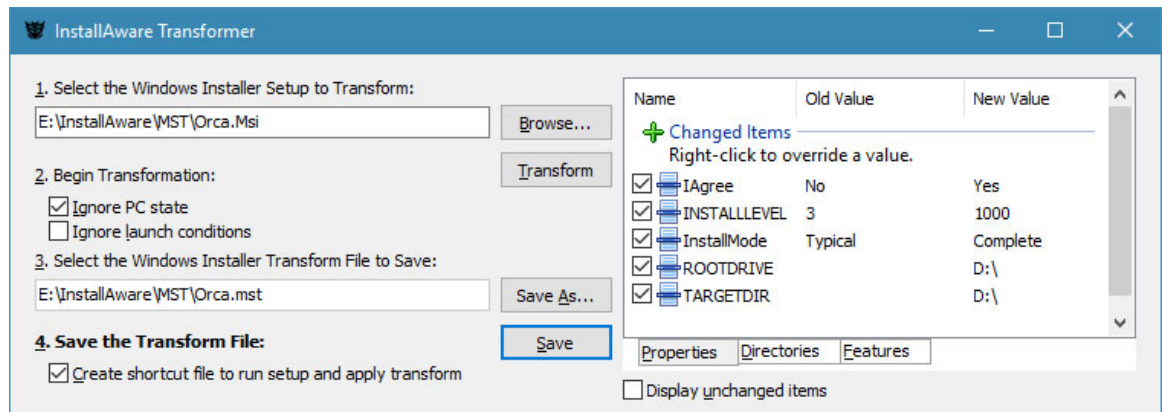 InstallAware Transformer
1. Select the Windows Installer Setup to Transform:
E:\InstallAware\MST\Orca.Msi
Browse...
2. Begin Transformation:
Transform
Ignore PC state
Ignore launch conditions
3. Select the Windows Installer Transform File to Save:
E:\InstallAware\MST\Orca.mst
Save As...
4. Save the Transform File:
Save
Create shortcut file to run setup and apply transform
Name Old Value New Value
Changed Items
Right-click to override a value.
IAgree No Yes
INSTALLLEVEL 3 1000
InstallMode Typical Complete
ROOTDRIVE D:\
TARGETDIR D:\
Properties Directories Features
Display unchanged items